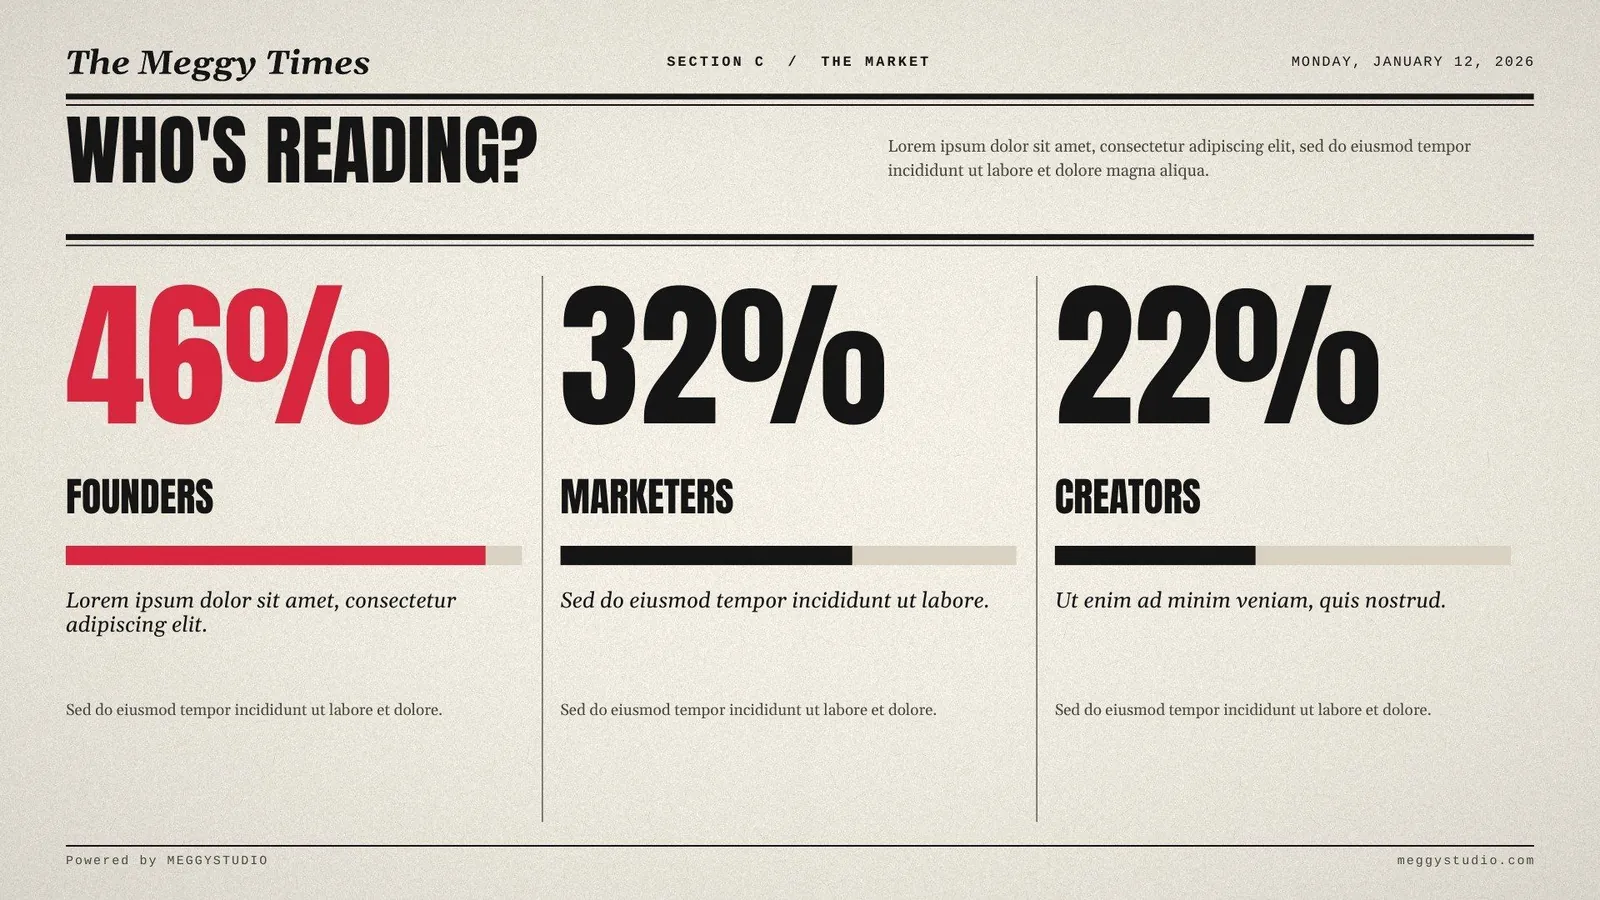 The Meggy Times
SECTION C / THE MARKET
MONDAY, JANUARY 12, 2026
WHO'S READING?
Lorem ipsum dolor sit amet, consectetur adipiscing elit, sed do eiusmod tempor
incididunt ut labore et dolore magna aliqua.
46%
FOUNDERS
Lorem ipsum dolor sit amet, consectetur
adipiscing elit.
Sed do eiusmod tempor incididunt ut labore et dolore.
32%
MARKETERS
Sed do eiusmod tempor incididunt ut labore.
Sed do eiusmod tempor incididunt ut labore et dolore.
22%
CREATORS
Ut enim ad minim veniam, quis nostrud.
Sed do eiusmod tempor incididunt ut labore et dolore.
Powered by MEGGYSTUDIO
meggystudio.com